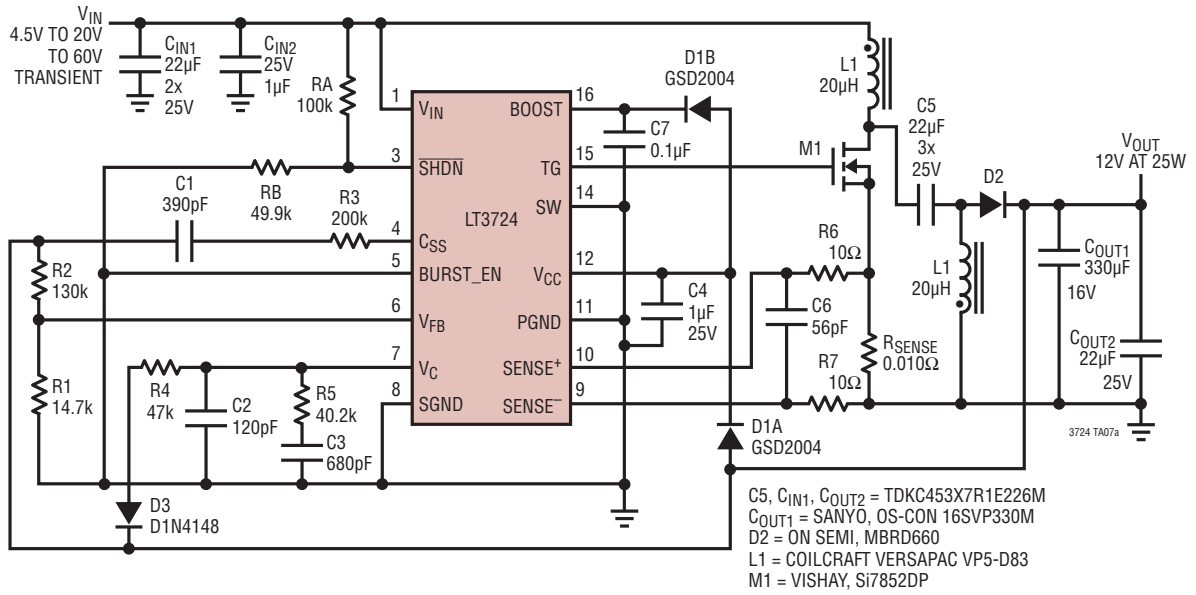 VIN
4.5V TO 20V
TO 60V
TRANSIENT
CIN1
22µF
2x
25V
CIN2
25V
1µF
RA
100k
D1B
GSD2004
L1
20µH
C5
22µF
3x
25V
VOUT
12V AT 25W
1
VIN
BOOST
16
C7
0.1µF
M1
D2
3
SHDN
TG
15
RB
49.9k
C1
390pF
R3
200k
LT3724
SW
14
4
CSS
R2
130k
5
BURST_EN
VCC
12
R6
10Ω
L1
20µH
COUT1
330µF
16V
C4
1µF
25V
C6
56pF
6
VFB
PGND
11
RSENSE
0.010Ω
COUT2
22µF
25V
7
VC
SENSE+
10
R7
10Ω
R1
14.7k
R4
47k
C2
120pF
R5
40.2k
8
SGND
SENSE–
9
C3
680pF
D1A
GSD2004
3724 TA07a
D3
D1N4148
C5, CIN1, COUT2 = TDKC453X7R1E226M
COUT1 = SANYO, OS-CON 16SVP330M
D2 = ON SEMI, MBRD660
L1 = COILCRAFT VERSAPAC VP5-D83
M1 = VISHAY, Si7852DP